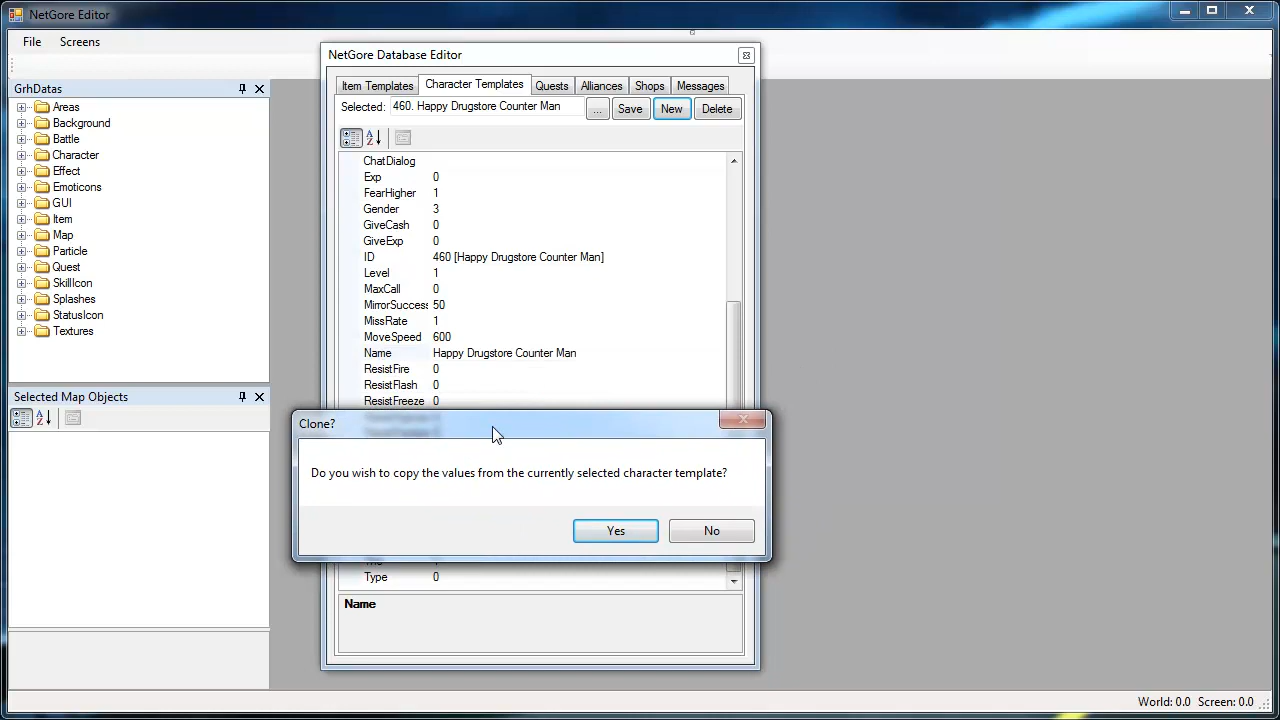 NetGore Editor
File Screens
NetGore Database Editor
GrhDatas
Areas
Background
Battle
Character
Effect
Emoticons
GUI
Item
Map
Particle
Quest
SkillIcon
Splashes
StatusIcon
Textures
Selected Map Objects
Item Templates Character Templates Quests Alliances Shops Messages
Selected: 460. Happy Drugstore Counter Man ... Save New Delete
ChatDialog
Exp 0
FearHigher 1
Gender 3
GiveCash 0
GiveExp 0
ID 460 [Happy Drugstore Counter Man]
Level 1
MaxCall 0
MirrorSuccess 50
MissRate 1
MoveSpeed 600
Name Happy Drugstore Counter Man
ResistFire 0
ResistFlash 0
ResistFreeze 0
Clone?
Do you wish to copy the values from the currently selected character template?
Yes No
Type 0
Name
World: 0.0 Screen: 0.0